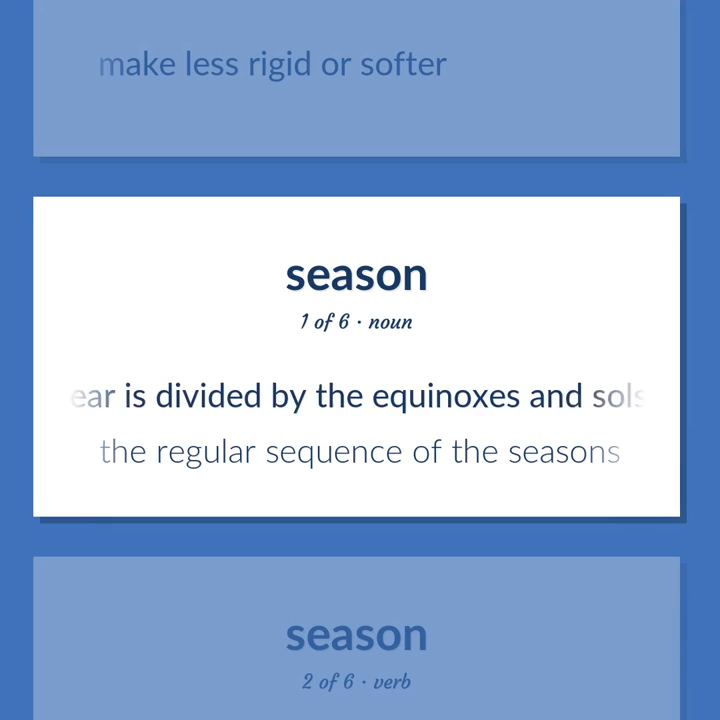 make less rigid or softer
season
1 of 6 · noun
ear is divided by the equinoxes and sols
the regular sequence of the seasons
season
2 of 6 · verb